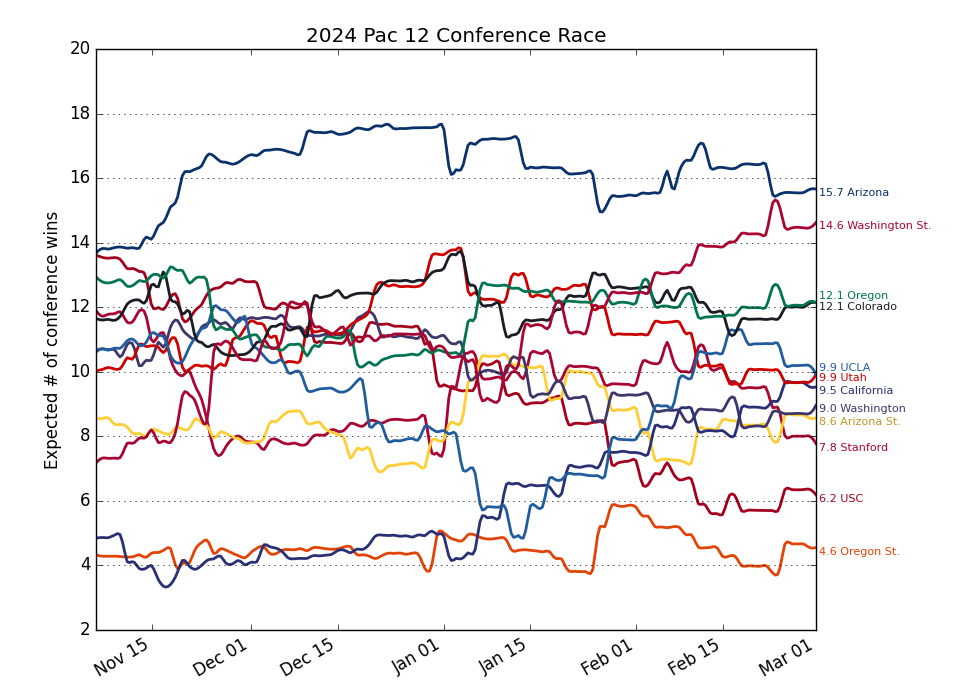 2024 Pac 12 Conference Race
Expected # of conference wins
20
18
16
14
12
10
8
6
4
2
15.7 Arizona
14.6 Washington St.
12.1 Oregon
12.1 Colorado
9.9 UCLA
9.9 Utah
9.5 California
9.0 Washington
8.6 Arizona St.
7.8 Stanford
6.2 USC
4.6 Oregon St.
Nov 15
Dec 01
Dec 15
Jan 01
Jan 15
Feb 01
Feb 15
Mar 01